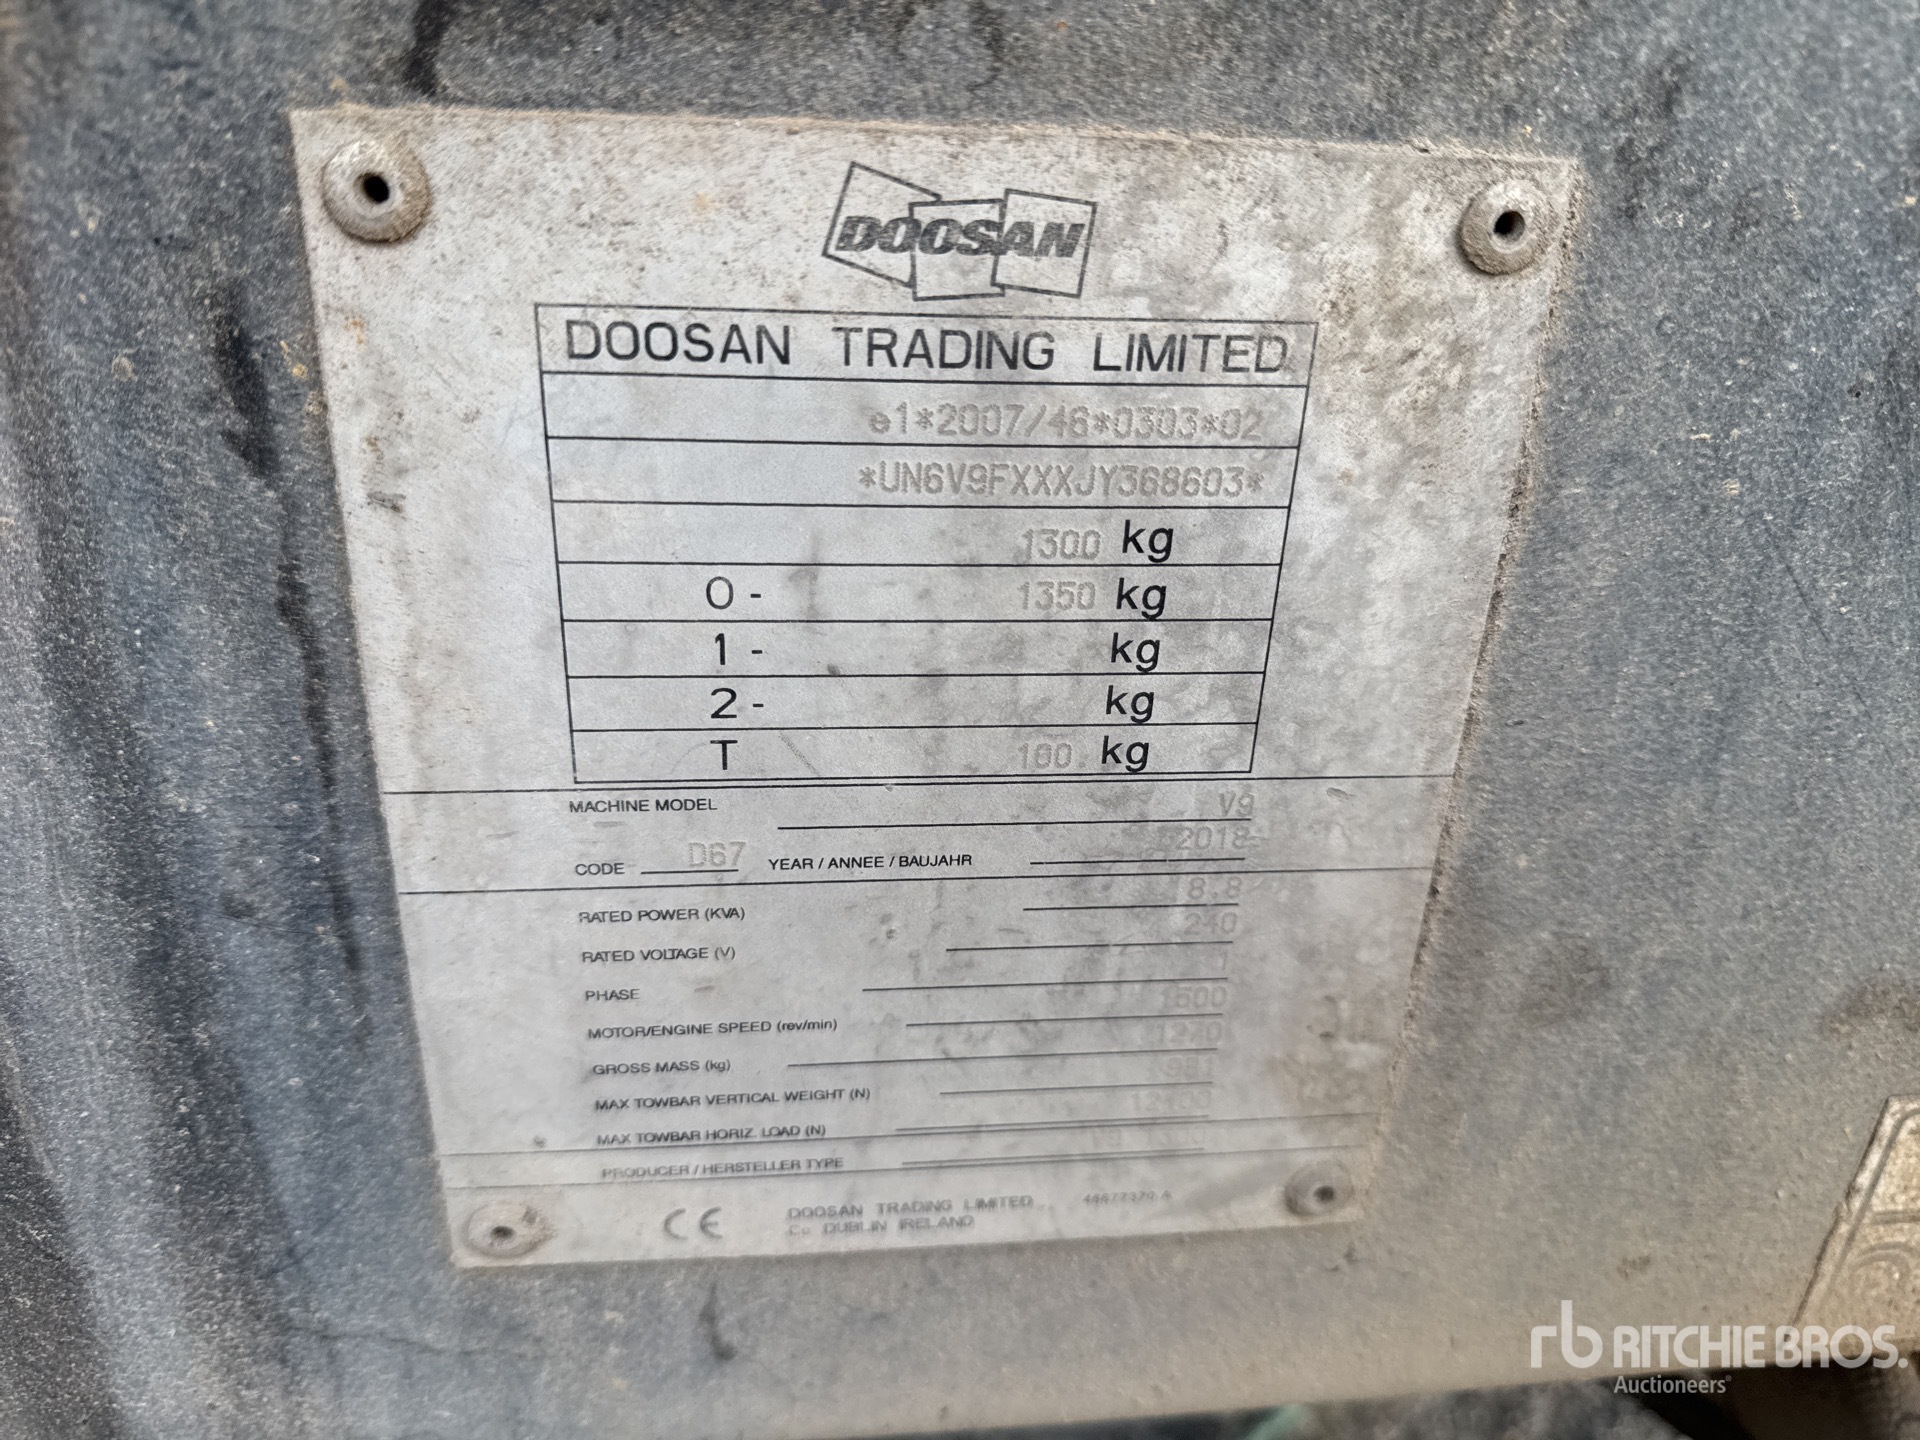 DOOSAN
DOOSAN TRADING LIMITED
e1*2007/46*0303*02
*UN6V9FXXXJY368603*
1300 kg
0 - 1350 kg
1 - kg
2 - kg
T 100. kg
MACHINE MODEL V9
CODE D67 YEAR / ANNEE / BAUJAHR 2018
RATED POWER (KVA) 8.8
RATED VOLTAGE (V) 240
PHASE 1
MOTOR/ENGINE SPEED (rev/min) 1500
GROSS MASS (kg)
MAX TOWBAR VERTICAL WEIGHT (N) 981
MAX TOWBAR HORIZ. LOAD (N)
PRODUCER / HERSTELLER TYPE
CE DOOSAN TRADING LIMITED
Co DUBLIN IRELAND
rb RITCHIE BROS.
Auctioneers